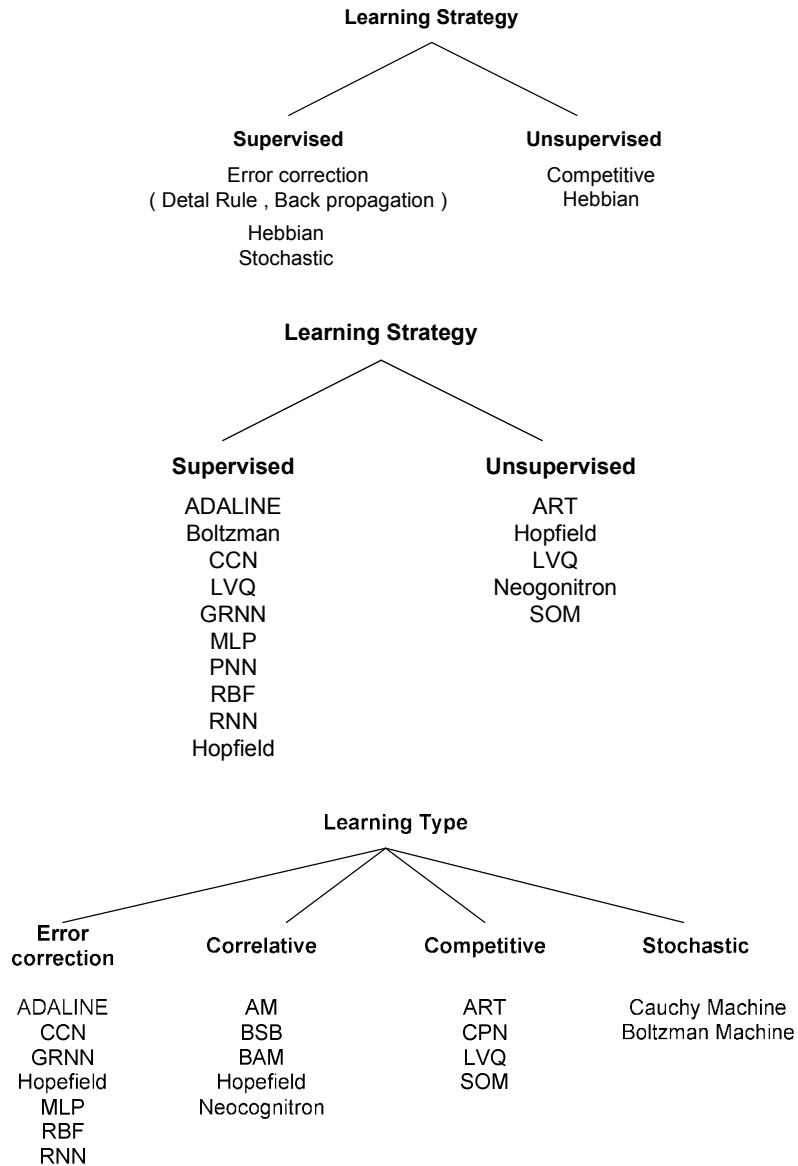 Learning Strategy
Supervised
Error correction
( Detal Rule , Back propagation )
Hebbian
Stochastic
Unsupervised
Competitive
Hebbian
Learning Strategy
Supervised
ADALINE
Boltzman
CCN
LVQ
GRNN
MLP
PNN
RBF
RNN
Hopfield
Unsupervised
ART
Hopfield
LVQ
Neogonitron
SOM
Learning Type
Error
correction
ADALINE
CCN
GRNN
Hopefield
MLP
RBF
RNN
Correlative
AM
BSB
BAM
Hopefield
Neocognitron
Competitive
ART
CPN
LVQ
SOM
Stochastic
Cauchy Machine
Boltzman Machine